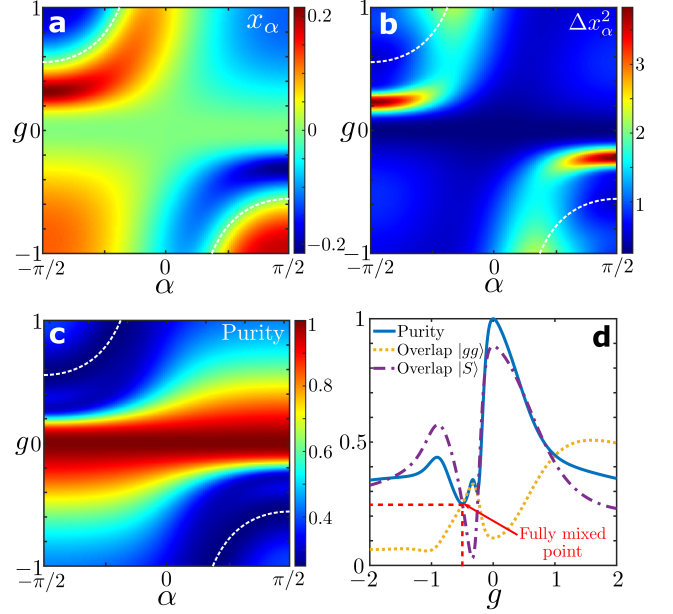 a
x_α
1
g
0
−1
−π/2
0
π/2
α
0.2
0
−0.2
b
Δx²_α
1
g
0
−1
−π/2
0
π/2
α
3
2
1
c
Purity
1
g
0
−1
−π/2
0
π/2
α
1
0.8
0.6
0.4
d
Purity
Overlap |gg⟩
Overlap |S⟩
Fully mixed
point
1
0.5
0
−2
−1
0
1
2
g